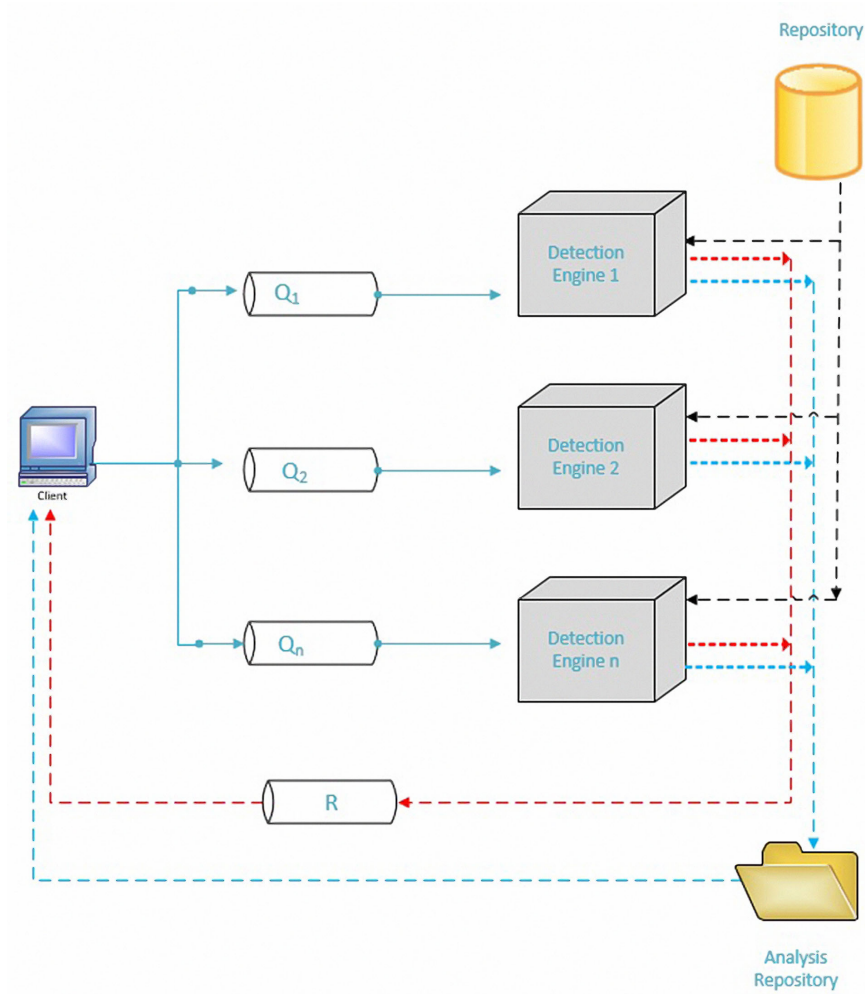 Repository
Detection
Engine 1
Q1
Detection
Engine 2
Q2
Client
Detection
Engine n
Qn
R
Analysis
Repository